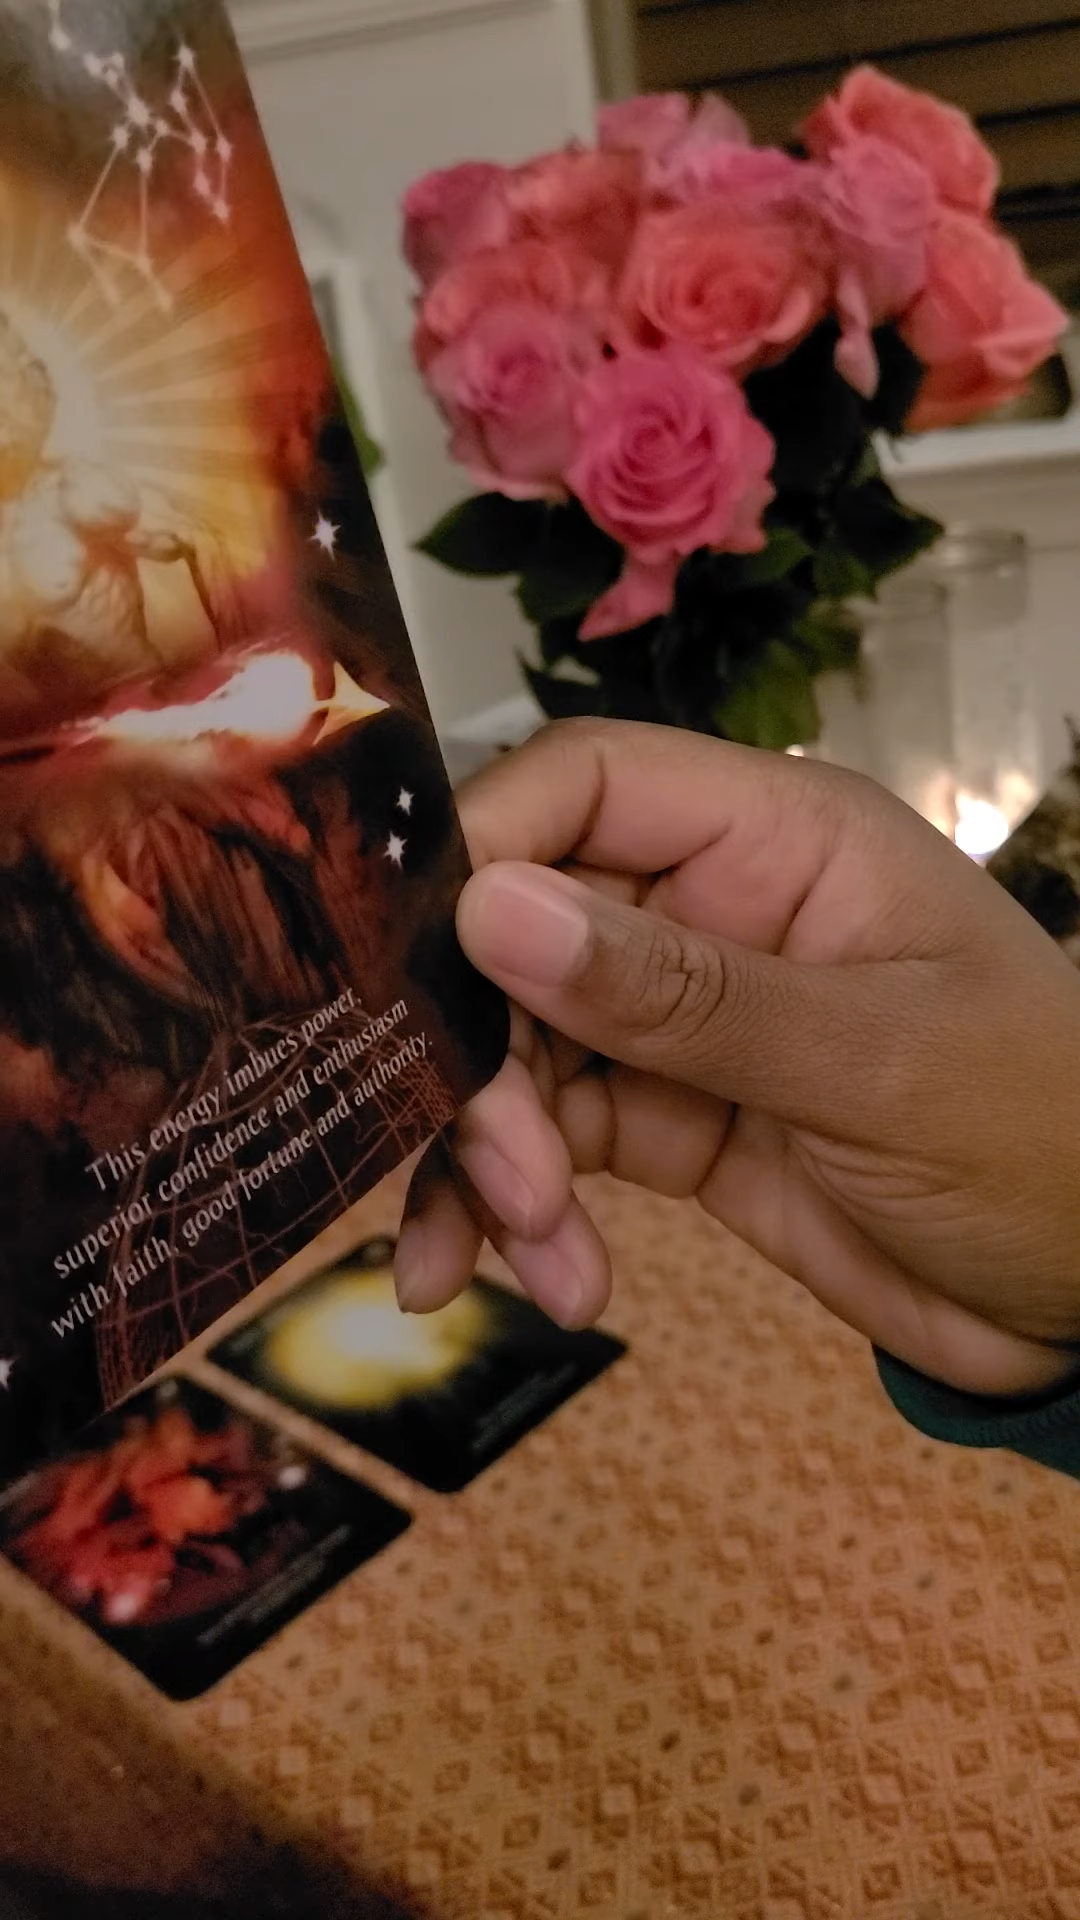 This energy imbues power,
superior confidence and enthusiasm
with faith, good fortune and authority.